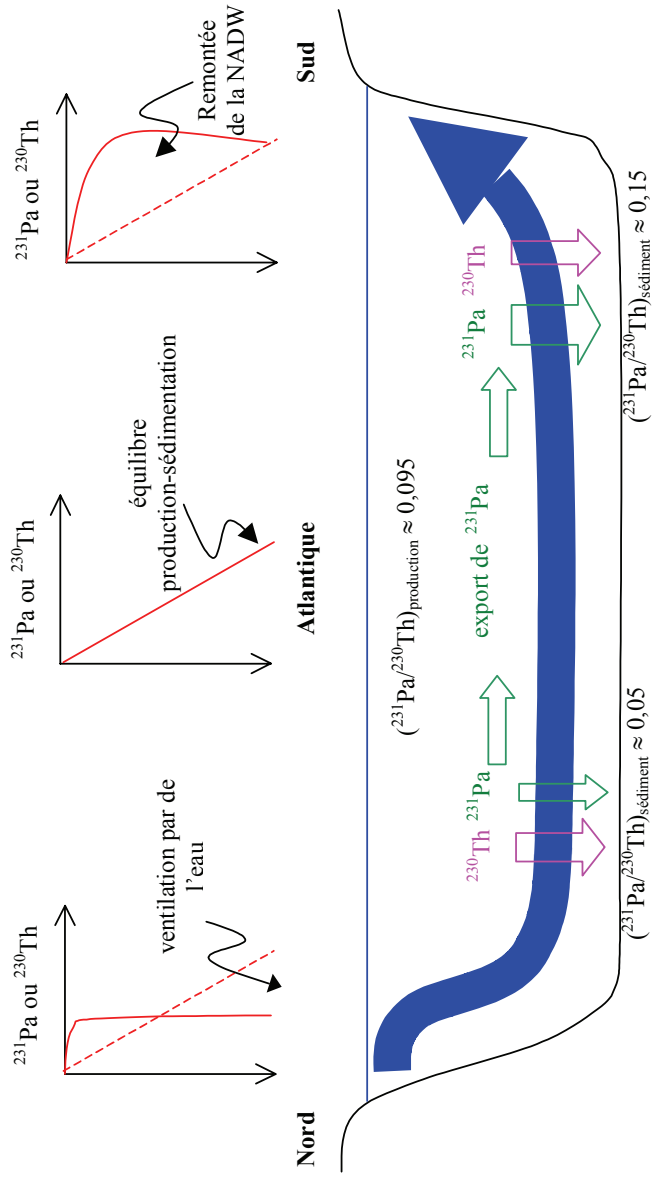 ²³¹Pa ou ²³⁰Th
ventilation par de
l'eau
²³¹Pa ou ²³⁰Th
équilibre
production-sédimentation
²³¹Pa ou ²³⁰Th
Remontée
de la NADW
Nord
Atlantique
Sud
(²³¹Pa/²³⁰Th)production ≈ 0,095
²³⁰Th ²³¹Pa
export de ²³¹Pa
²³¹Pa ²³⁰Th
(²³¹Pa/²³⁰Th)sédiment ≈ 0,05
(²³¹Pa/²³⁰Th)sédiment ≈ 0,15